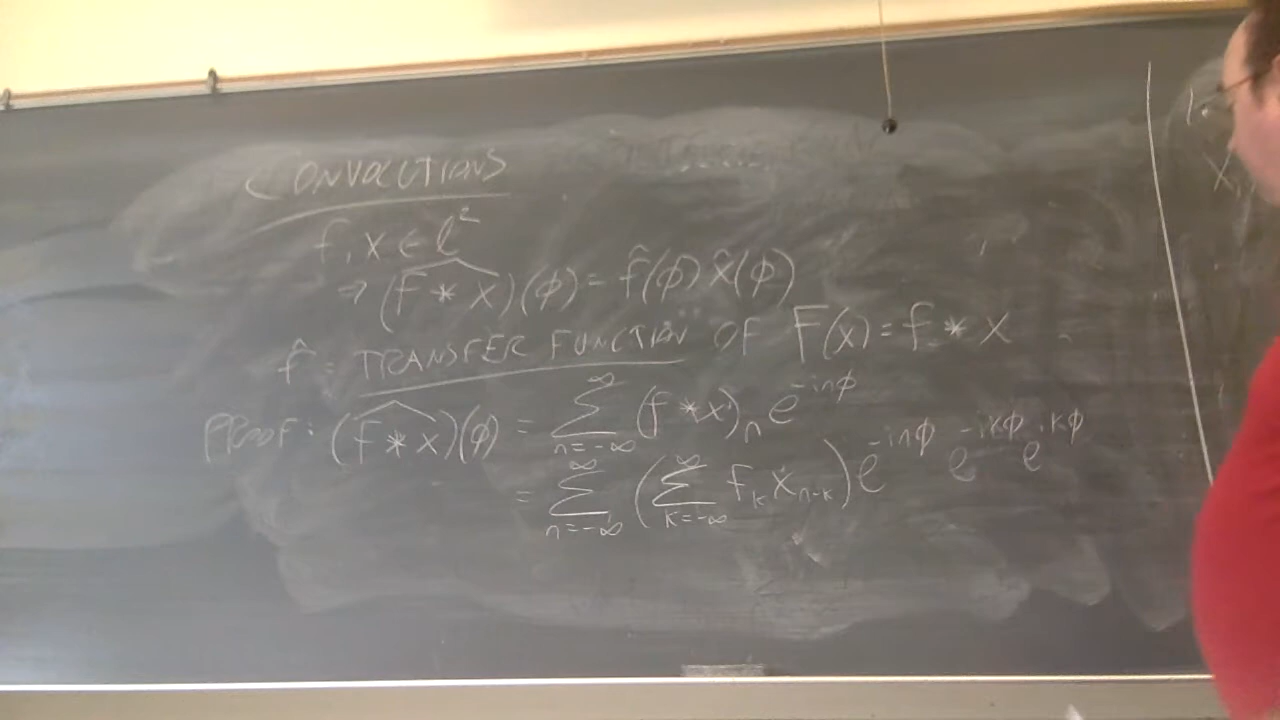 CONVOLUTIONS
f, x ∈ l²
⇒ (f * x)^(φ) = f̂(φ) x̂(φ)
f̂ = TRANSFER FUNCTION OF F(x) = f * x
PROOF: (f * x)^(φ) = ∑_{n=-∞}^{∞} (f * x)_n e^{-inφ}
= ∑_{n=-∞}^{∞} (∑_{k=-∞}^{∞} f_k x_{n-k}) e^{-inφ} e^{-ikφ} e^{ikφ}